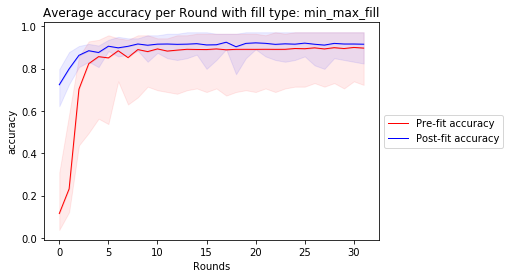 Average accuracy per Round with fill type: min_max_fill
1.0
0.8
0.6
0.4
0.2
0.0
accuracy
0
5
10
15
20
25
30
Rounds
Pre-fit accuracy
Post-fit accuracy